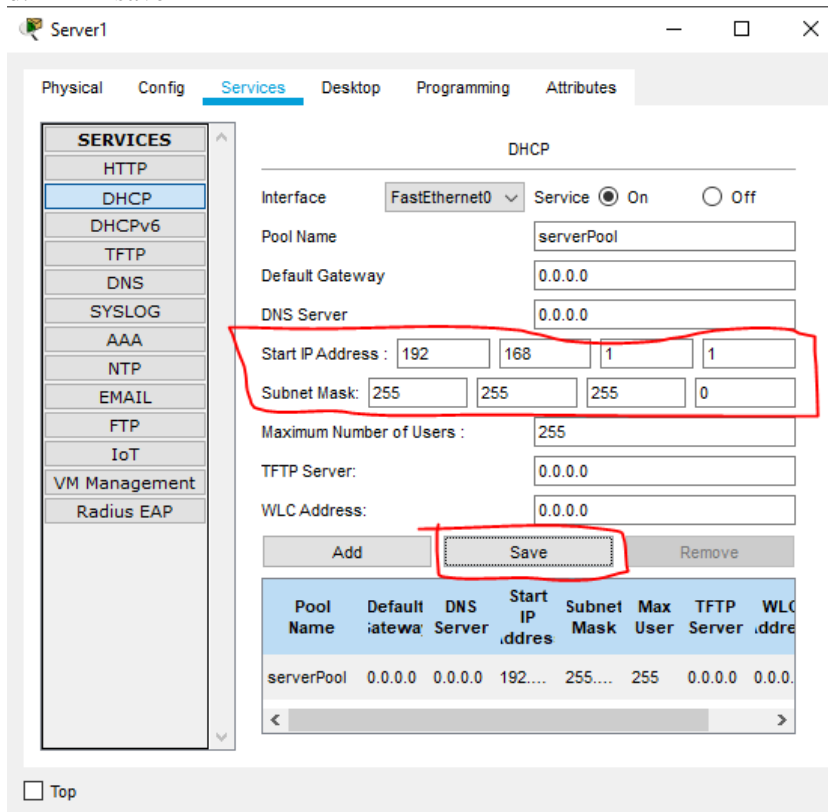 Server1
Physical Config Services Desktop Programming Attributes
SERVICES
HTTP
DHCP
DHCPv6
TFTP
DNS
SYSLOG
AAA
NTP
EMAIL
FTP
IoT
VM Management
Radius EAP
DHCP
Interface FastEthernet0 Service On Off
Pool Name serverPool
Default Gateway 0.0.0.0
DNS Server 0.0.0.0
Start IP Address : 192 168 1 1
Subnet Mask: 255 255 255 0
Maximum Number of Users : 255
TFTP Server: 0.0.0.0
WLC Address: 0.0.0.0
Add Save Remove
Pool Name Default Gateway DNS Server Start IP Address Subnet Mask Max User TFTP Server WLC Addre
serverPool 0.0.0.0 0.0.0.0 192.... 255.... 255 0.0.0.0 0.0.0.
Top